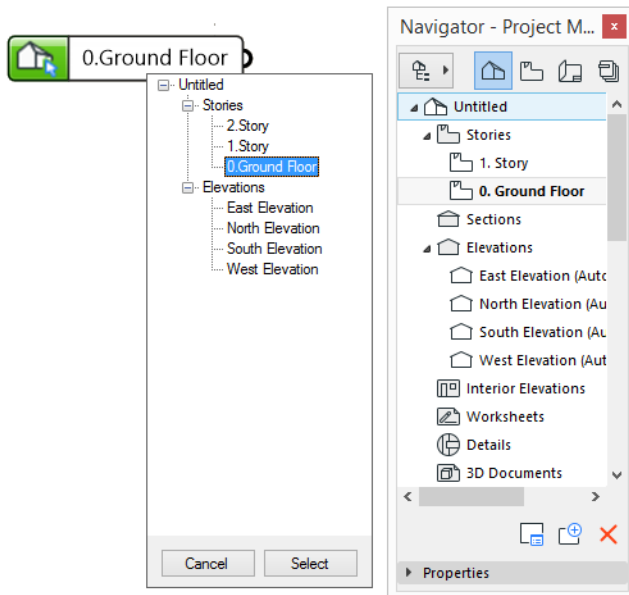 0.Ground Floor
Untitled
Stories
2.Story
1.Story
0.Ground Floor
Elevations
East Elevation
North Elevation
South Elevation
West Elevation
Cancel
Select
Navigator - Project M...
Untitled
Stories
1. Story
0. Ground Floor
Sections
Elevations
East Elevation (Auto
North Elevation (Au
South Elevation (Au
West Elevation (Aut
Interior Elevations
Worksheets
Details
3D Documents
Properties